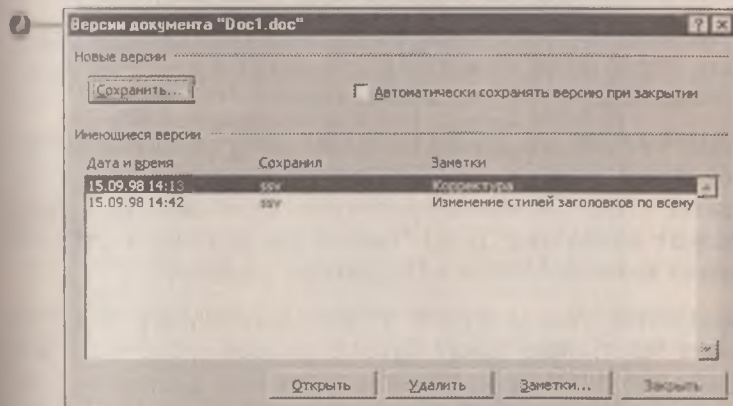 Версии документа "Doc1.doc"
Новые версии
Сохранить...
Автоматически сохранять версию при закрытии
Имеющиеся версии
Дата и время Сохранил Заметки
15.09.98 14:13 ssv Корректура
15.09.98 14:42 ssv Изменение стилей заголовков по всему
Открыть Удалить Заметки... Закрыть